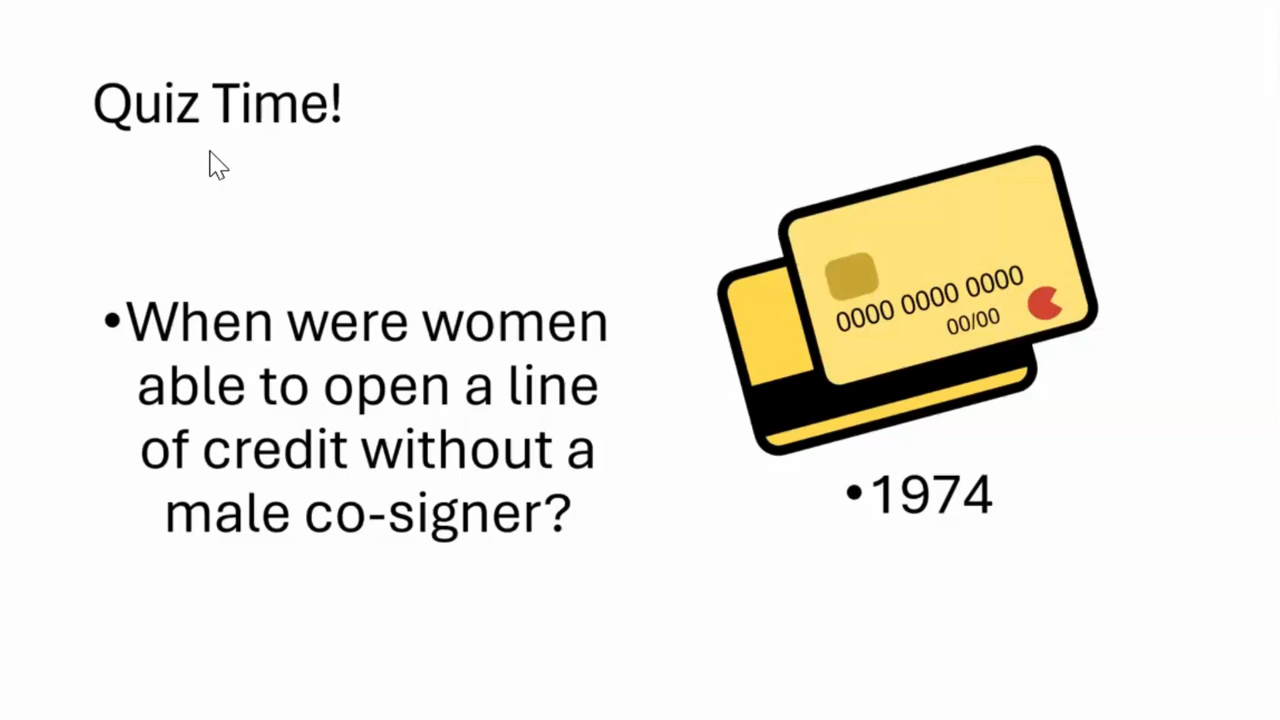 Quiz Time!
•When were women
able to open a line
of credit without a
male co-signer?
0000 0000 0000
00/00
•1974